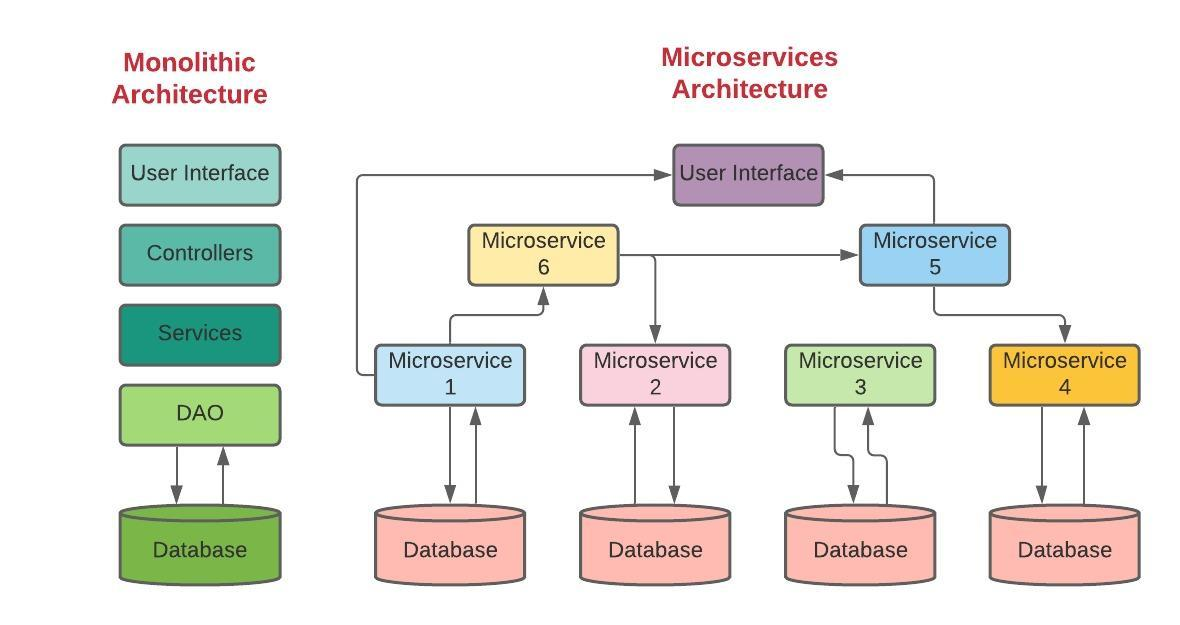 Monolithic
Architecture
User Interface
Controllers
Services
DAO
Database
Microservices
Architecture
User Interface
Microservice
6
Microservice
5
Microservice
1
Microservice
2
Microservice
3
Microservice
4
Database
Database
Database
Database